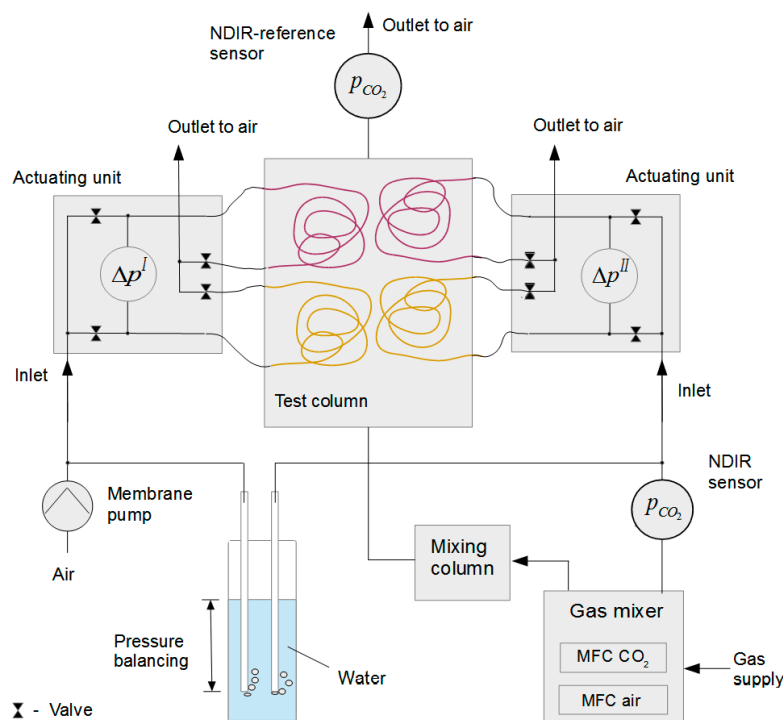 NDIR-reference
sensor
Outlet to air
p CO2
Outlet to air
Outlet to air
Actuating unit
Actuating unit
Δp^I
Δp^II
Inlet
Test column
Inlet
Membrane
pump
NDIR
sensor
p CO2
Air
Mixing
column
Gas mixer
Pressure
balancing
MFC CO2
Gas
supply
Water
MFC air
- Valve